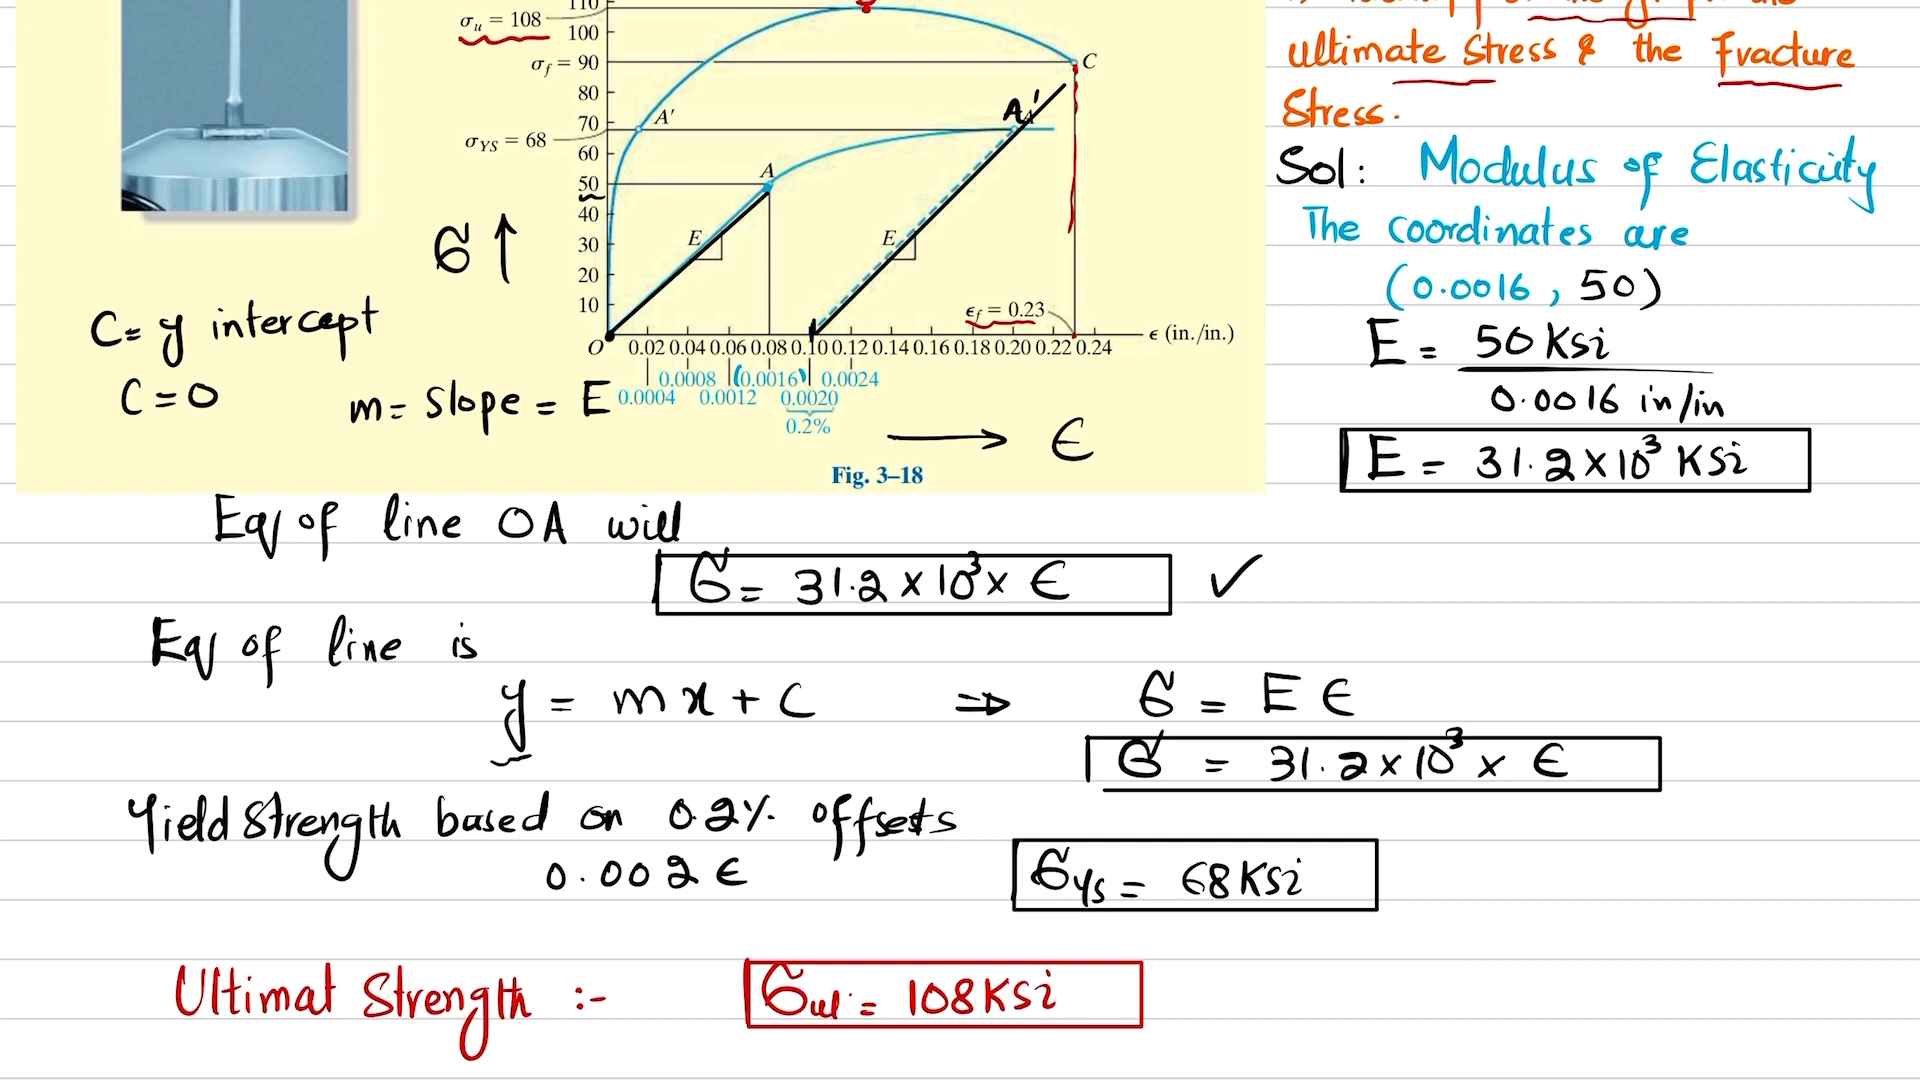 110
σu = 108
100
σf = 90
C
80
70
A'
A'
σYS = 68
60
A
50
40
E
E
30
20
10
ϵf = 0.23
ϵ (in./in.)
O
0.02 0.04 0.06 0.08 0.10 0.12 0.14 0.16 0.18 0.20 0.22 0.24
0.0008 (0.0016) 0.0024
0.0004 0.0012 0.0020
0.2%
Fig. 3–18
σ ↑
C = y intercept
C = 0
m = slope = E
→ ϵ
ultimate stress & the fracture
stress.
Sol: Modulus of Elasticity
The coordinates are
(0.0016, 50)
E = 50 Ksi
0.0016 in/in
E = 31.2 × 10³ Ksi
Eq of line OA will
σ = 31.2 × 10³ × ϵ ✓
Eq of line is
y = mx + c ⇒ σ = E ϵ
σ = 31.2 × 10³ × ϵ
Yield Strength based on 0.2% offsets
0.002 ϵ
σys = 68 Ksi
Ultimat Strength :- σul = 108 Ksi